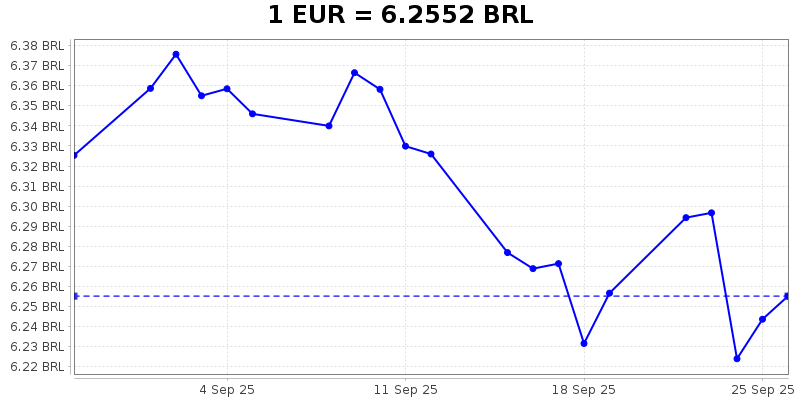 1 EUR = 6.2552 BRL
6.38 BRL
6.37 BRL
6.36 BRL
6.35 BRL
6.34 BRL
6.33 BRL
6.32 BRL
6.31 BRL
6.30 BRL
6.29 BRL
6.28 BRL
6.27 BRL
6.26 BRL
6.25 BRL
6.24 BRL
6.23 BRL
6.22 BRL
4 Sep 25 11 Sep 25 18 Sep 25 25 Sep 25